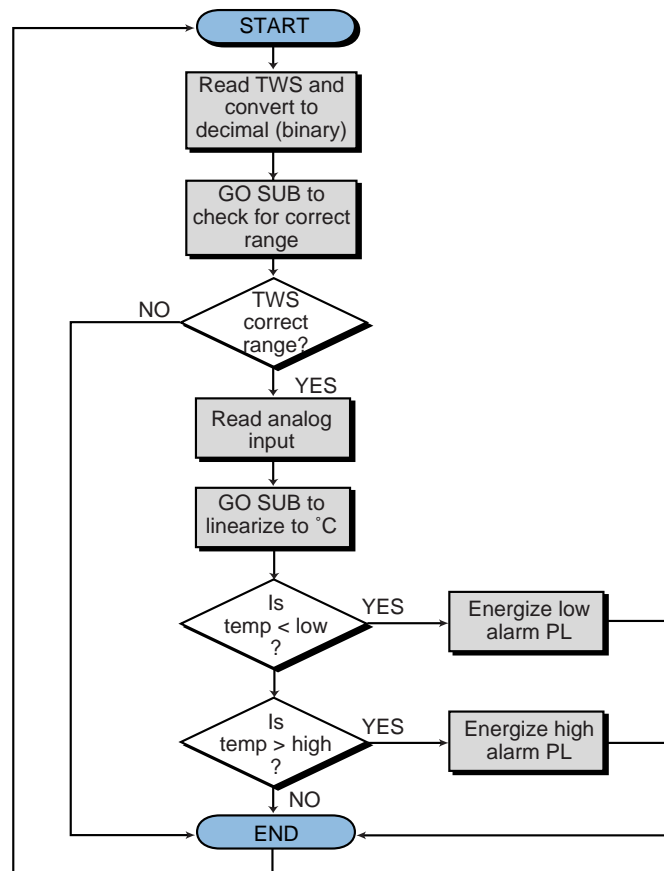 START
Read TWS and
convert to
decimal (binary)
GO SUB to
check for correct
range
NO
TWS
correct
range?
YES
Read analog
input
GO SUB to
linearize to ˚C
Is
temp < low
?
YES
Energize low
alarm PL
Is
temp > high
?
YES
Energize high
alarm PL
NO
END